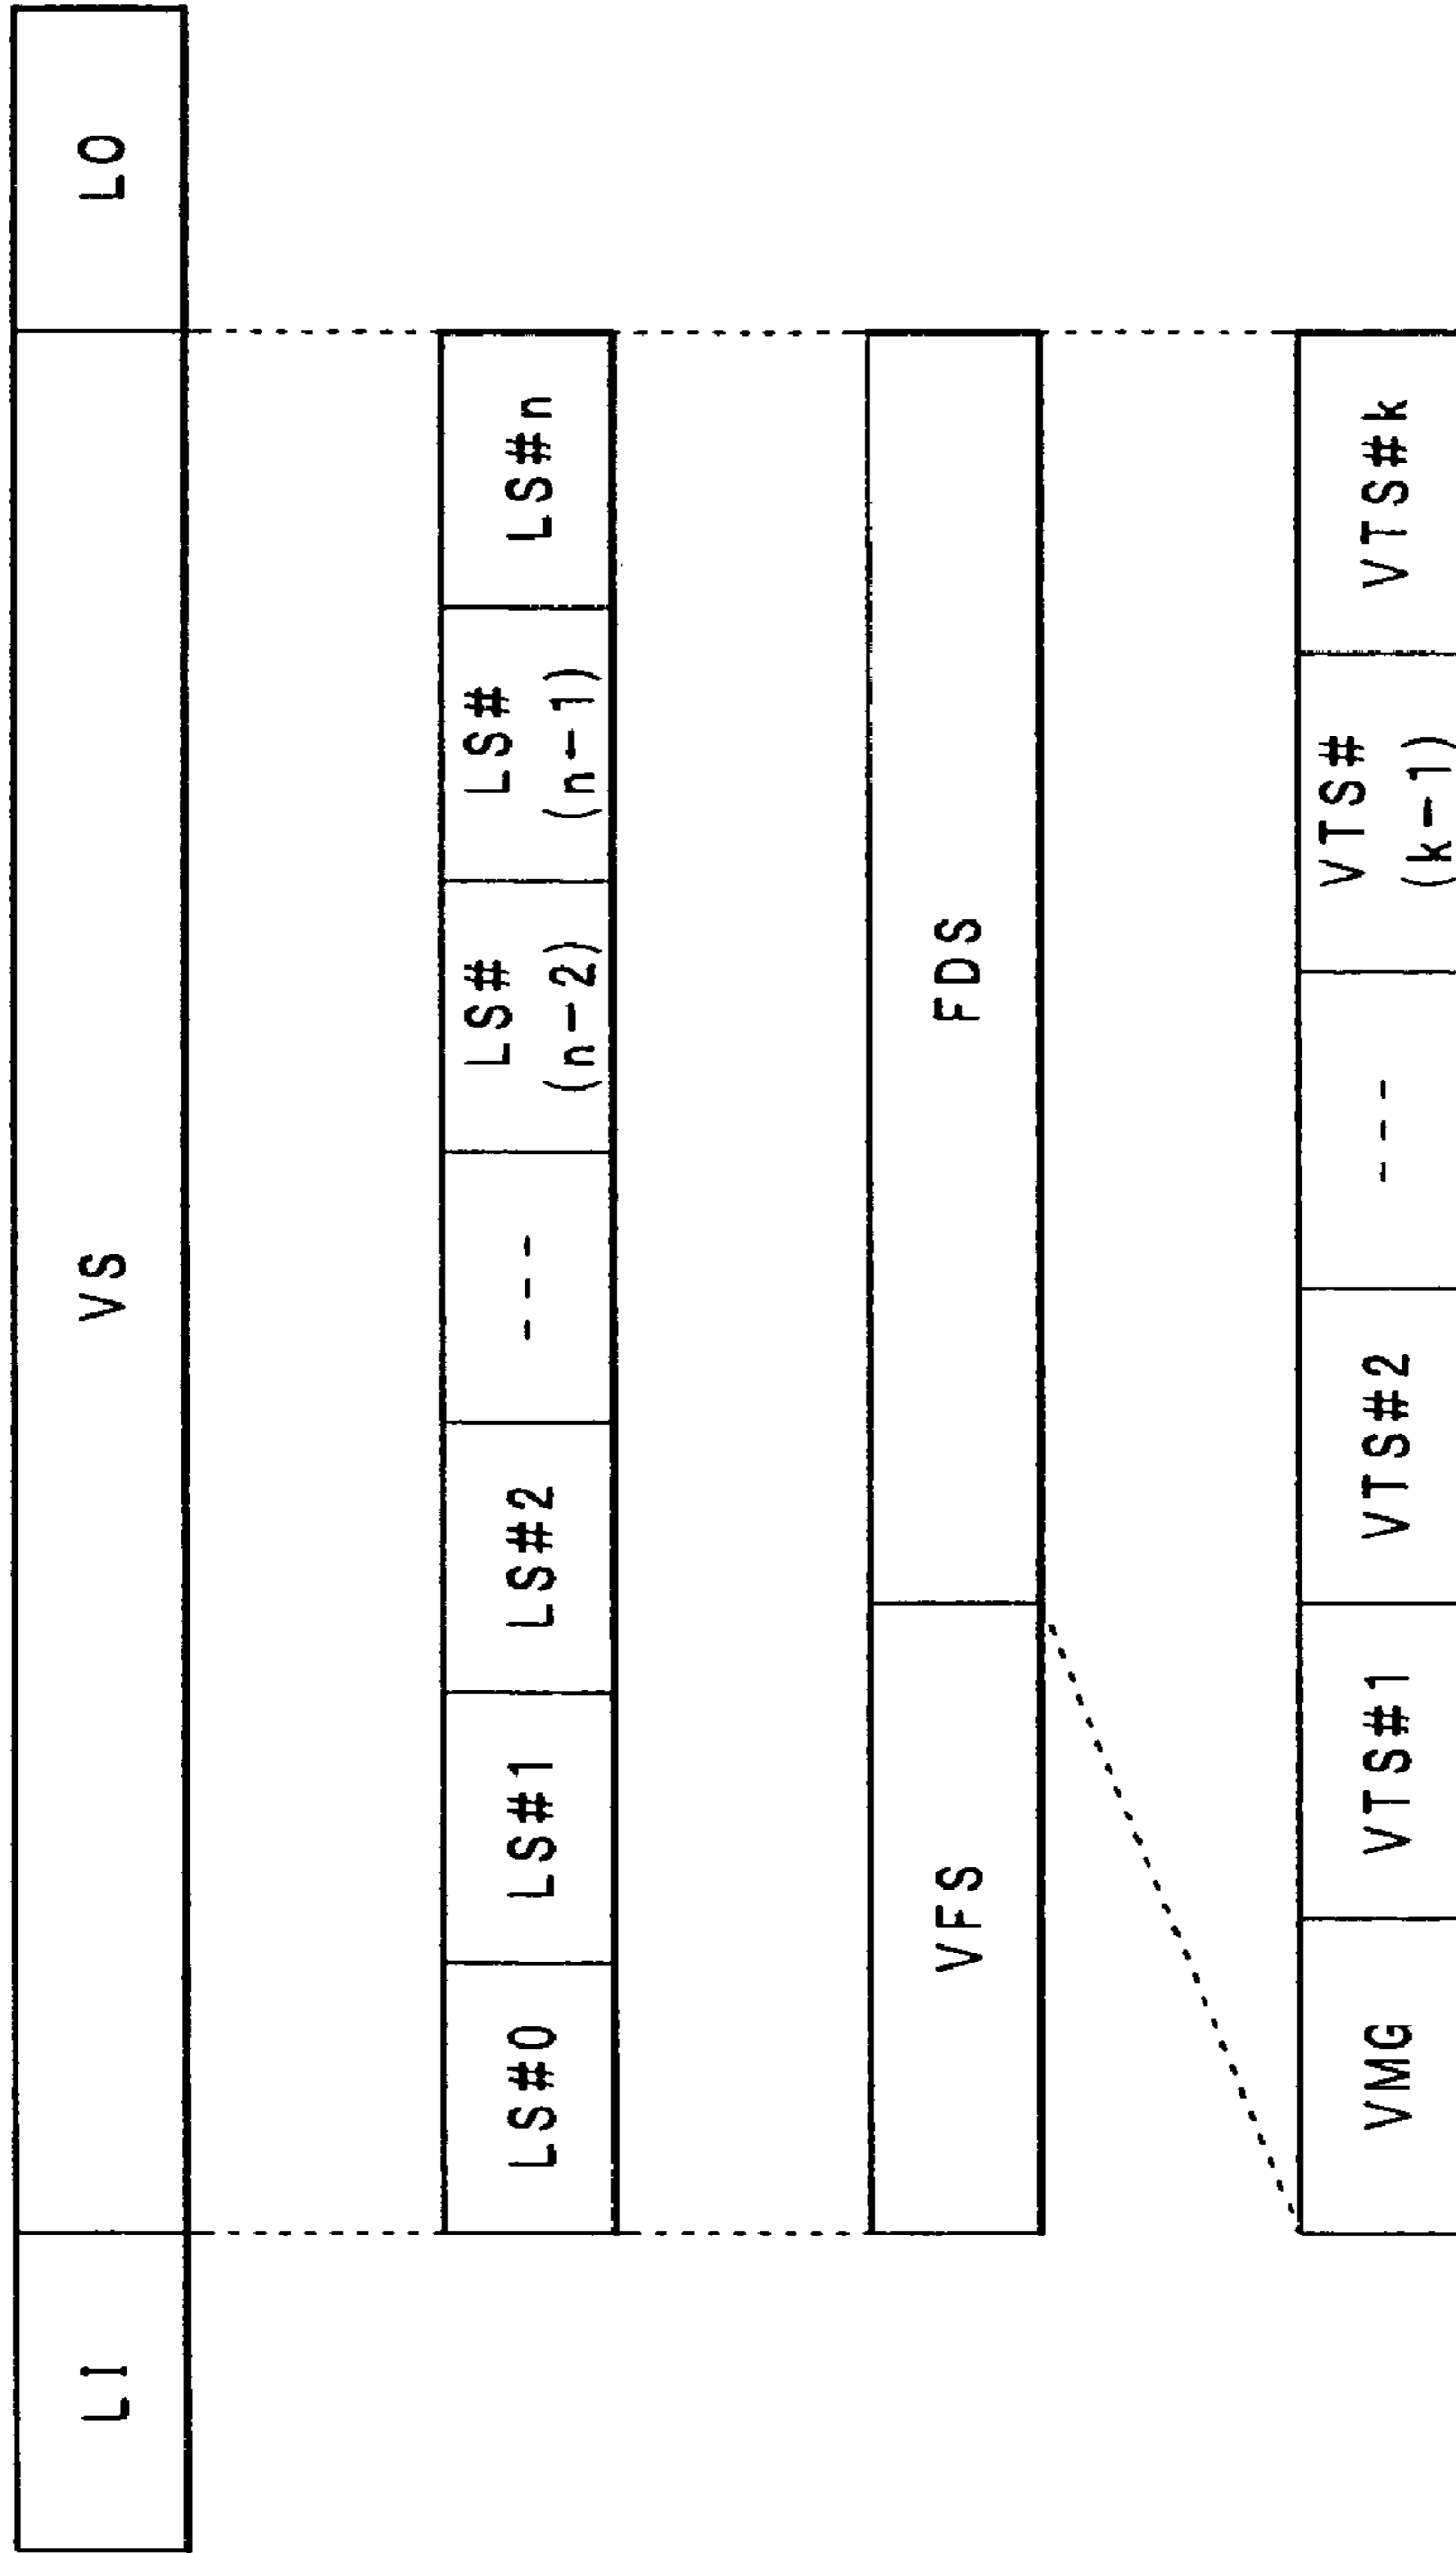 LI
VS
LO
LS#0
LS#1
LS#2
---
LS#
(n-2)
LS#
(n-1)
LS#n
VFS
FDS
VMG
VTS#1
VTS#2
---
VTS#
(k-1)
VTS#k